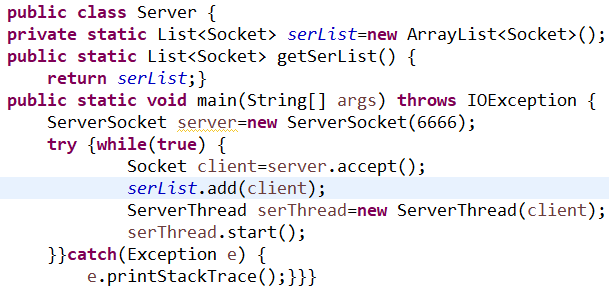 public class Server {
private static List<Socket> serList=new ArrayList<Socket>();
public static List<Socket> getSerList() {
    return serList;}
public static void main(String[] args) throws IOException {
    ServerSocket server=new ServerSocket(6666);
    try {while(true) {
            Socket client=server.accept();
            serList.add(client);
            ServerThread serThread=new ServerThread(client);
            serThread.start();
    }}catch(Exception e) {
        e.printStackTrace();}}}